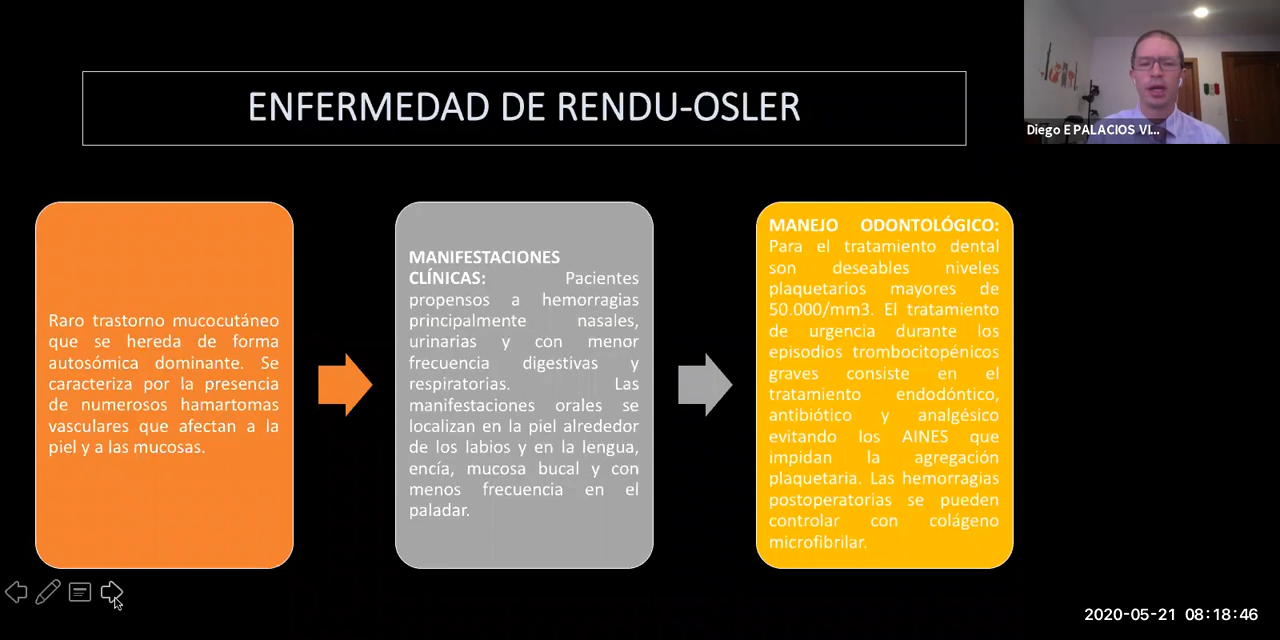 ENFERMEDAD DE RENDU-OSLER
Diego E PALACIOS VI...
Raro trastorno mucocutáneo
que se hereda de forma
autosómica dominante. Se
caracteriza por la presencia
de numerosos hamartomas
vasculares que afectan a la
piel y a las mucosas.
MANIFESTACIONES
CLÍNICAS: Pacientes
propensos a hemorragias
principalmente nasales,
urinarias y con menor
frecuencia digestivas y
respiratorias. Las
manifestaciones orales se
localizan en la piel alrededor
de los labios y en la lengua,
encía, mucosa bucal y con
menos frecuencia en el
paladar.
MANEJO ODONTOLÓGICO:
Para el tratamiento dental
son deseables niveles
plaquetarios mayores de
50.000/mm3. El tratamiento
de urgencia durante los
episodios trombocitopénicos
graves consiste en el
tratamiento endodóntico,
antibiótico y analgésico
evitando los AINES que
impidan la agregación
plaquetaria. Las hemorragias
postoperatorias se pueden
controlar con colágeno
microfibrilar.
2020-05-21 08:18:46